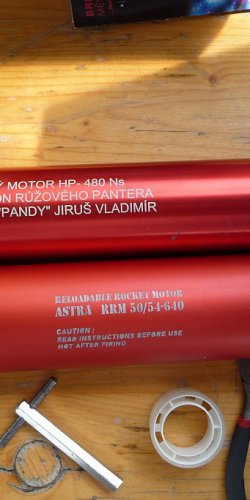 MOTOR HP- 480 Ns
RŮŽOVÉHO PANTERA
"PANDY" JIRUŠ VLADIMÍR
RELOADABLE ROCKET MOTOR
ASTRA RRM 50/54-640
CAUTION :
READ INSTRUCTIONS BEFORE USE
HOT AFTER FIRING